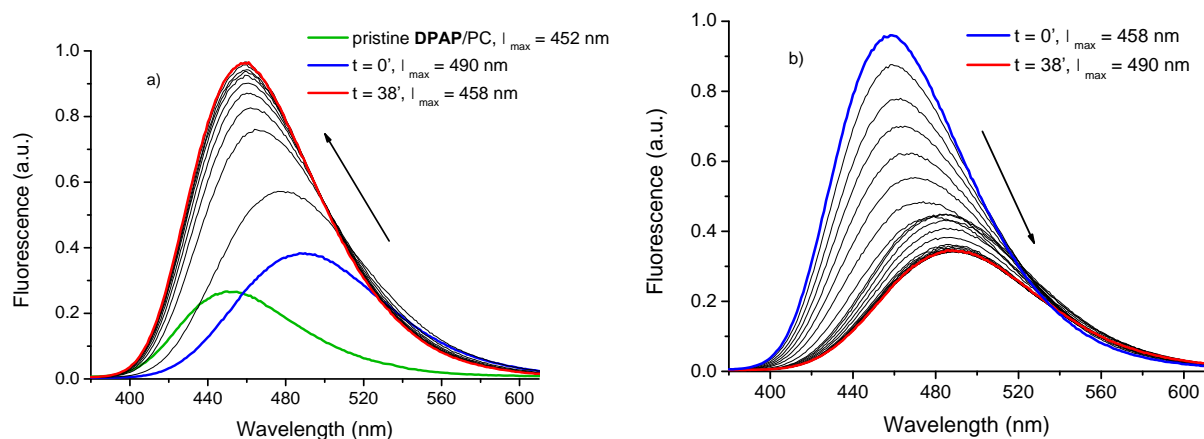 a)
pristine DPAP/PC, l max = 452 nm
t = 0', l max = 490 nm
t = 38', l max = 458 nm
1.0
0.8
0.6
0.4
0.2
0.0
Fluorescence (a.u.)
400 440 480 520 560 600
Wavelength (nm)
b)
t = 0', l max = 458 nm
t = 38', l max = 490 nm
1.0
0.8
0.6
0.4
0.2
0.0
Fluorescence (a.u.)
400 440 480 520 560 600
Wavelength (nm)